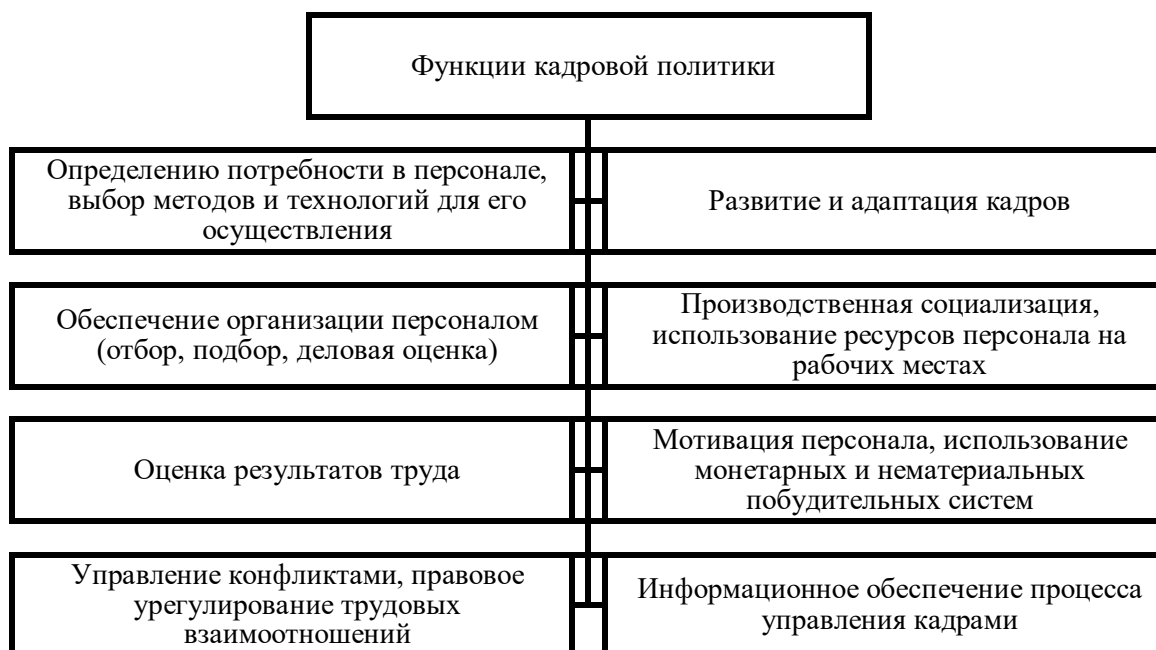 Функции кадровой политики
Определению потребности в персонале,
выбор методов и технологий для его
осуществления
Развитие и адаптация кадров
Обеспечение организации персоналом
(отбор, подбор, деловая оценка)
Производственная социализация,
использование ресурсов персонала на
рабочих местах
Оценка результатов труда
Мотивация персонала, использование
монетарных и нематериальных
побудительных систем
Управление конфликтами, правовое
урегулирование трудовых
взаимоотношений
Информационное обеспечение процесса
управления кадрами